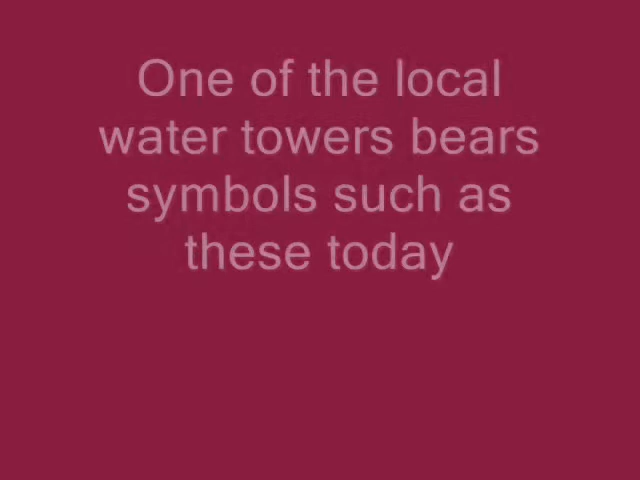 One of the local
water towers bears
symbols such as
these today